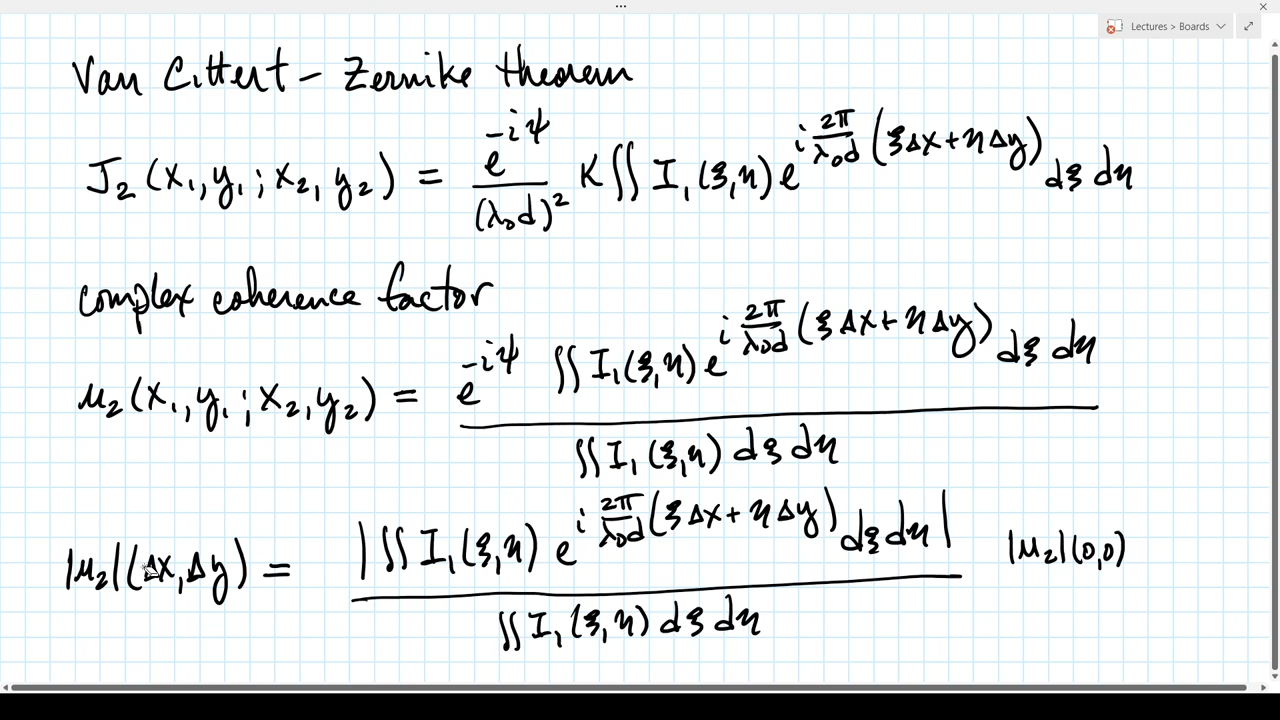 ...
Lectures > Boards
Van Cittert – Zernike theorem
J₂(x₁,y₁;x₂,y₂) = e^{-iψ}/(λ₀d)² K∬ I₁(ξ,η)e^{i 2π/λ₀d (ξΔx+ηΔy)} dξ dη
complex coherence factor
μ₂(x₁,y₁;x₂,y₂) = e^{-iψ} ∬ I₁(ξ,η)e^{i 2π/λ₀d (ξΔx+ηΔy)} dξ dη / ∬ I₁(ξ,η) dξ dη
|μ₂|(Δx,Δy) = |∬ I₁(ξ,η) e^{i 2π/λ₀d (ξΔx+ηΔy)} dξdη| / ∬ I₁(ξ,η) dξ dη |μ₂|(0,0)